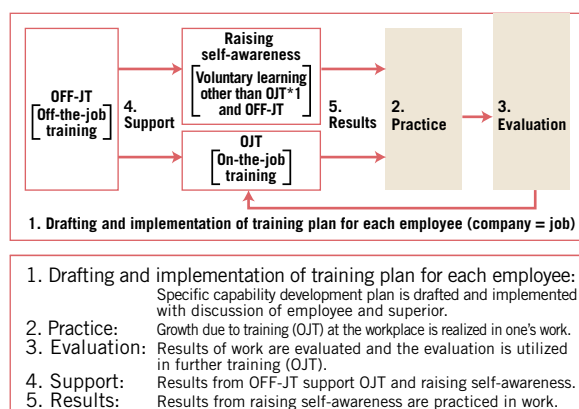 Raising
self-awareness
Voluntary learning
other than OJT*1
and OFF-JT
OFF-JT
Off-the-job
training
4.
Support
OJT
On-the-job
training
5.
Results
2.
Practice
3.
Evaluation
1. Drafting and implementation of training plan for each employee (company = job)
1. Drafting and implementation of training plan for each employee:
Specific capability development plan is drafted and implemented
with discussion of employee and superior.
2. Practice: Growth due to training (OJT) at the workplace is realized in one's work.
3. Evaluation: Results of work are evaluated and the evaluation is utilized
in further training (OJT).
4. Support: Results from OFF-JT support OJT and raising self-awareness.
5. Results: Results from raising self-awareness are practiced in work.